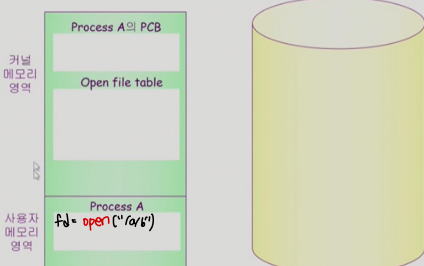 Process A의 PCB
커널
메모리
영역
Open file table
Process A
사용자
메모리
영역
fd = open("/a/b")